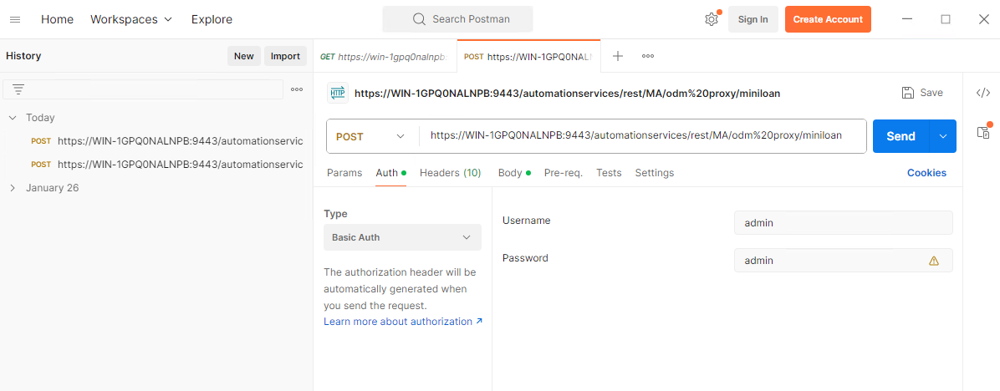 Home Workspaces Explore Search Postman Sign In Create Account
History New Import
GET https://win-1gpq0nalnpb: POST https://WIN-1GPQ0NALN
HTTP https://WIN-1GPQ0NALNPB:9443/automationservices/rest/MA/odm%20proxy/miniloan Save
Today
POST https://WIN-1GPQ0NALNPB:9443/automationservic
POST https://WIN-1GPQ0NALNPB:9443/automationservic
January 26
POST https://WIN-1GPQ0NALNPB:9443/automationservices/rest/MA/odm%20proxy/miniloan Send
Params Auth Headers (10) Body Pre-req. Tests Settings Cookies
Type
Basic Auth
The authorization header will be
automatically generated when
you send the request.
Learn more about authorization ↗
Username admin
Password admin